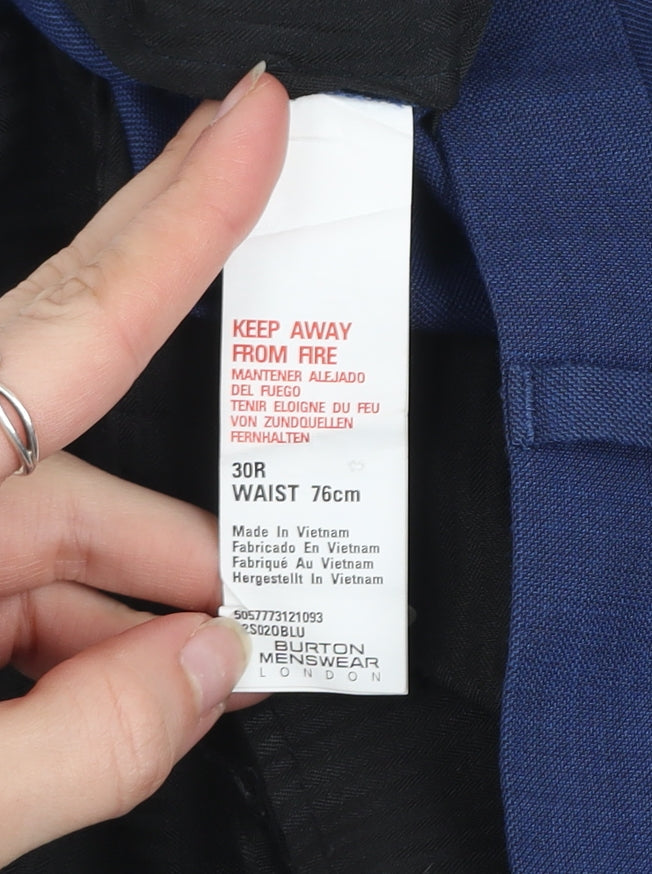 KEEP AWAY
FROM FIRE
MANTENER ALEJADO
DEL FUEGO
TENIR ELOIGNE DU FEU
VON ZUNDQUELLEN
FERNHALTEN
30R
WAIST 76cm
Made In Vietnam
Fabricado En Vietnam
Fabriqué Au Vietnam
Hergestellt In Vietnam
5057773121093
BURTON
MENSWEAR
LONDON